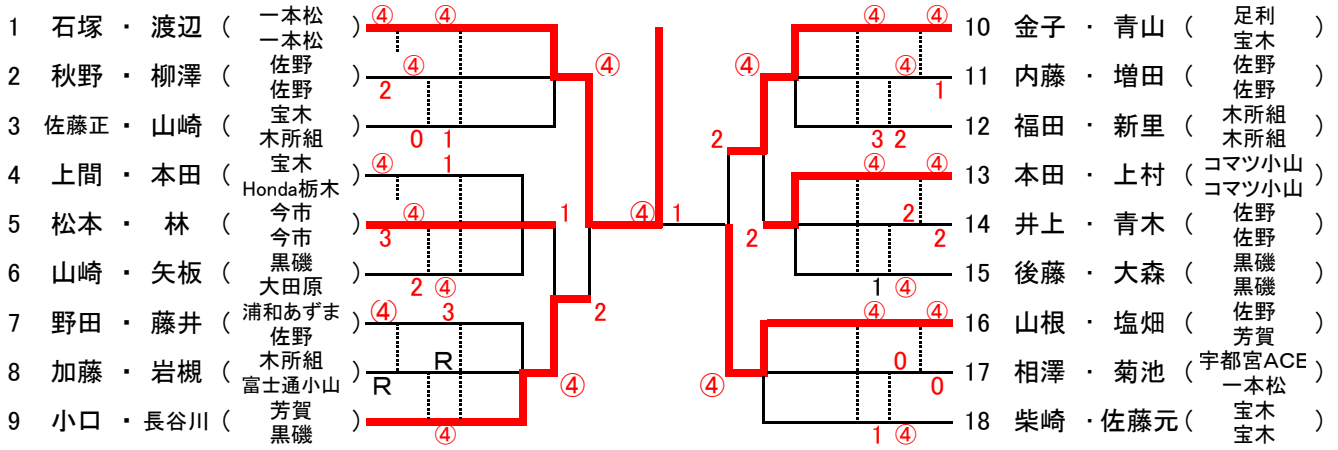 1 石塚 ・ 渡辺 ( 一本松 一本松 ) ④ ④
2 秋野 ・ 柳澤 ( 佐野 佐野 ) 2 ④
3 佐藤正 ・ 山崎 ( 宝木 木所組 ) 0 1
4 上間 ・ 本田 ( 宝木 Honda栃木 ) ④ 1
5 松本 ・ 林 ( 今市 今市 ) 3 ④
6 山崎 ・ 矢板 ( 黒磯 大田原 ) 2 ④
7 野田 ・ 藤井 ( 浦和あずま 佐野 ) ④ 3
8 加藤 ・ 岩槻 ( 木所組 富士通小山 ) R R
9 小口 ・ 長谷川 ( 芳賀 黒磯 ) ④
④ 1 2 ④
④ 1
④ 2 2 ④
④ ④ 10 金子 ・ 青山 ( 足利 宝木 )
④ 1 11 内藤 ・ 増田 ( 佐野 佐野 )
3 2 12 福田 ・ 新里 ( 木所組 木所組 )
④ ④ 13 本田 ・ 上村 ( コマツ小山 コマツ小山 )
2 2 14 井上 ・ 青木 ( 佐野 佐野 )
1 ④ 15 後藤 ・ 大森 ( 黒磯 黒磯 )
④ ④ 16 山根 ・ 塩畑 ( 佐野 芳賀 )
0 0 17 相澤 ・ 菊池 ( 宇都宮ACE 一本松 )
1 ④ 18 柴崎 ・ 佐藤元 ( 宝木 宝木 )